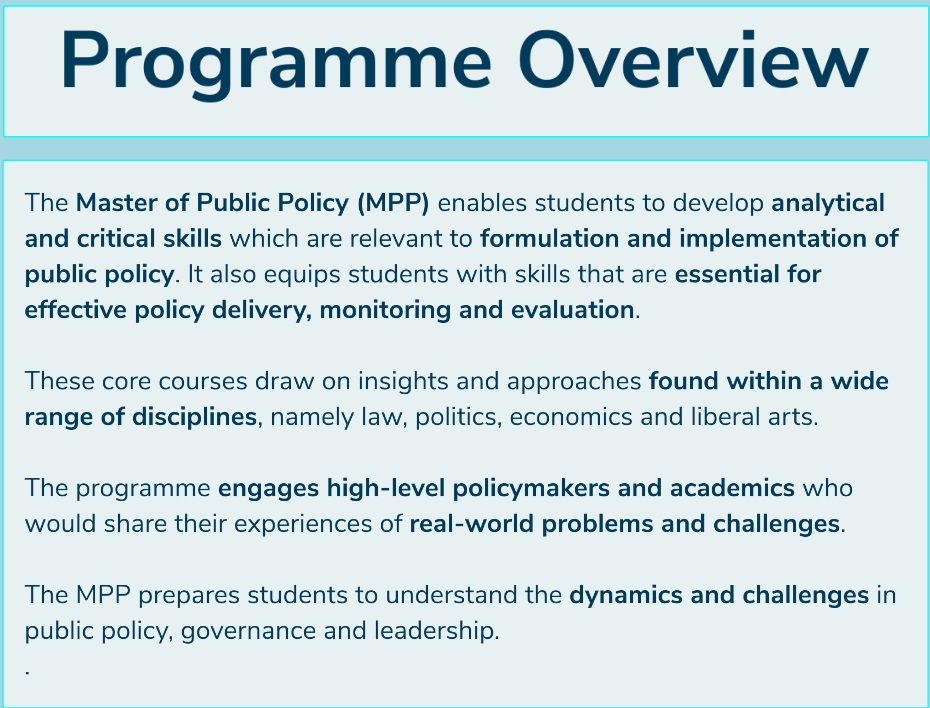 Programme Overview
The Master of Public Policy (MPP) enables students to develop analytical
and critical skills which are relevant to formulation and implementation of
public policy. It also equips students with skills that are essential for
effective policy delivery, monitoring and evaluation.
These core courses draw on insights and approaches found within a wide
range of disciplines, namely law, politics, economics and liberal arts.
The programme engages high-level policymakers and academics who
would share their experiences of real-world problems and challenges.
The MPP prepares students to understand the dynamics and challenges in
public policy, governance and leadership.
.